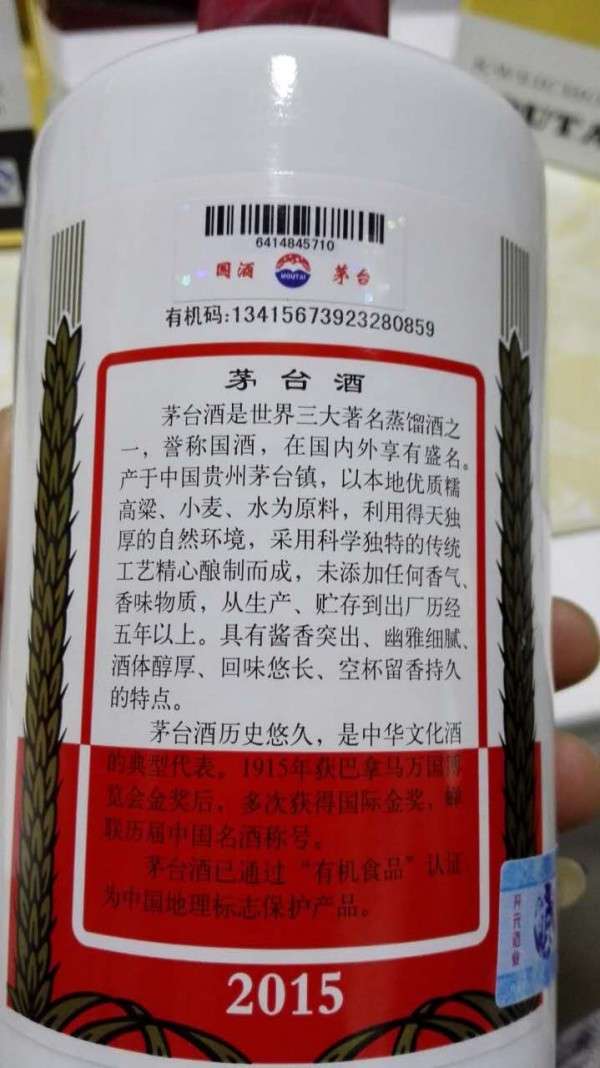 OUTA
6414845710
国酒 MOUTAI 茅台
有机码:13415673923280859
茅台酒
茅台酒是世界三大著名蒸馏酒之
一，誉称国酒，在国内外享有盛名。
产于中国贵州茅台镇，以本地优质糯
高粱、小麦、水为原料，利用得天独
厚的自然环境，采用科学独特的传统
工艺精心酿制而成，未添加任何香气、
香味物质，从生产、贮存到出厂历经
五年以上。具有酱香突出、幽雅细腻、
酒体醇厚、回味悠长、空杯留香持久
的特点。
茅台酒历史悠久，是中华文化酒
的典型代表。1915年获巴拿马万国博
览会金奖后，多次获得国际金奖，蝉
联历届中国名酒称号。
茅台酒已通过“有机食品”认证
为中国地理标志保护产品。
2015